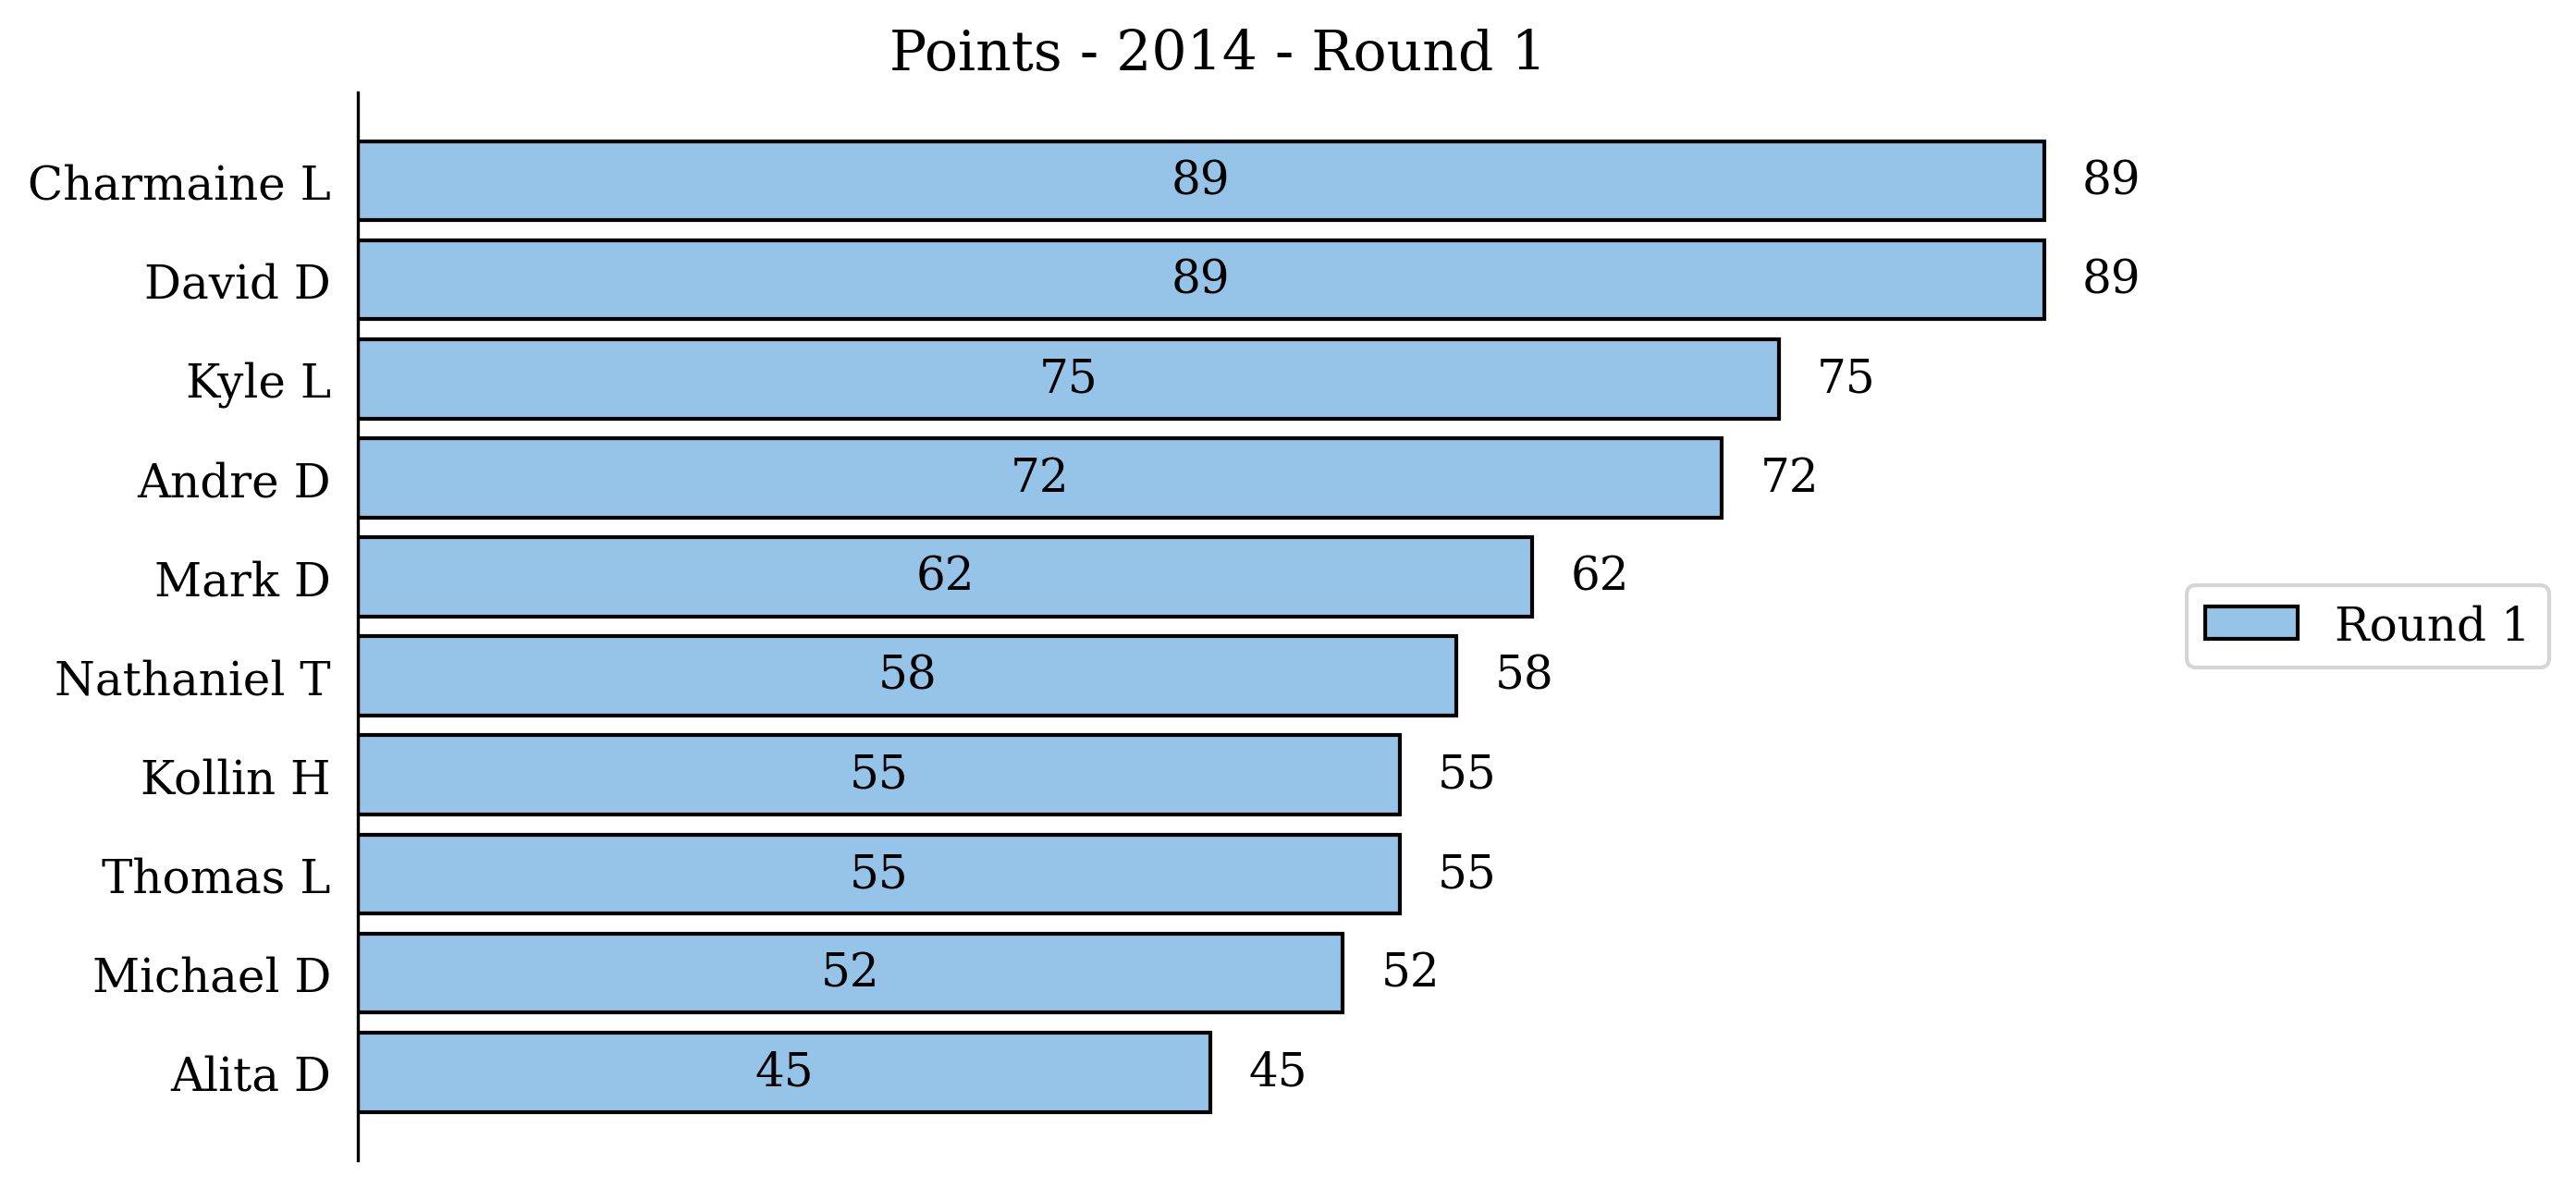 Points - 2014 - Round 1
Charmaine L 89 89
David D 89 89
Kyle L 75 75
Andre D 72 72
Mark D 62 62
Nathaniel T 58 58
Round 1
Kollin H 55 55
Thomas L 55 55
Michael D 52 52
Alita D 45 45